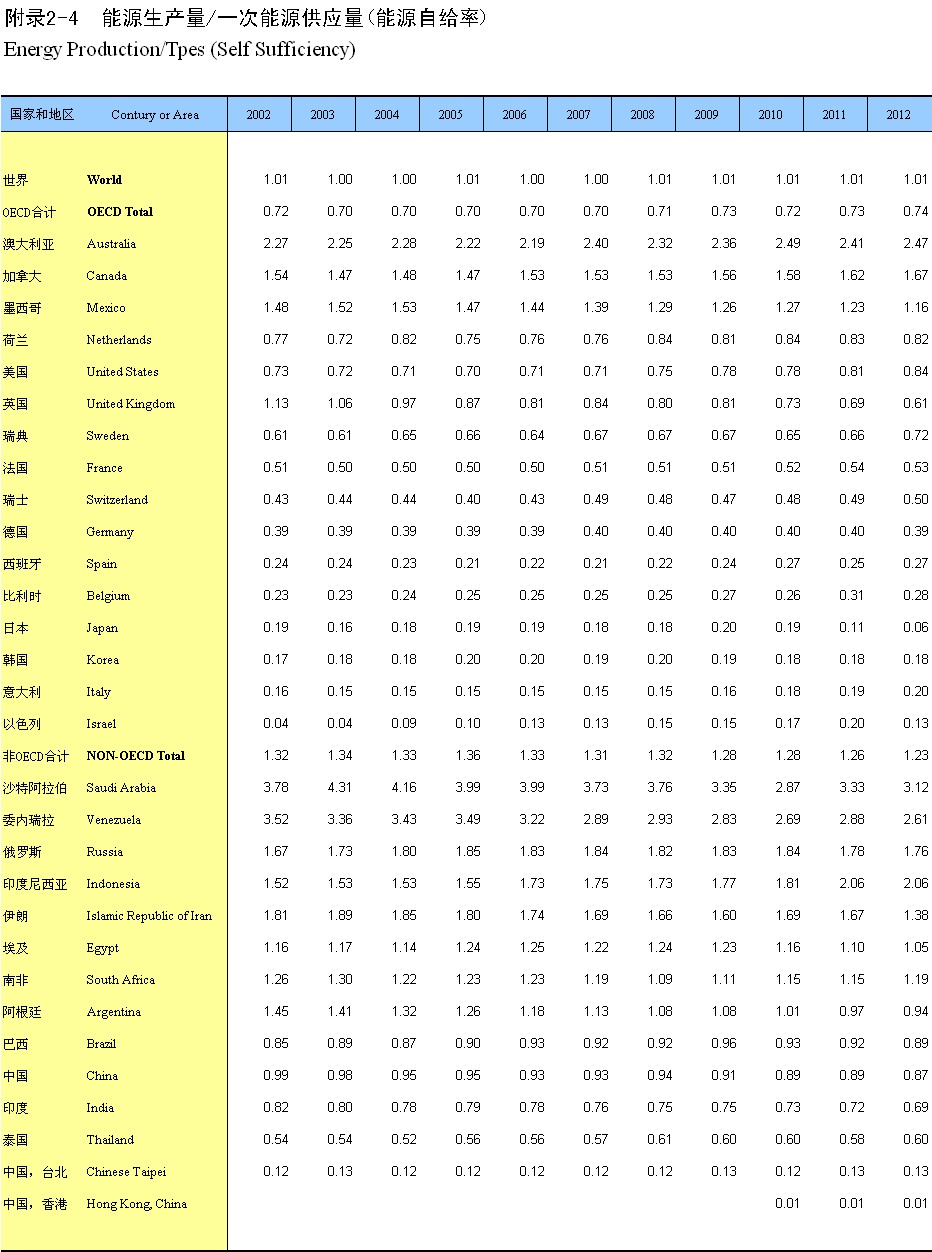 附录2-4 能源生产量/一次能源供应量(能源自给率)
Energy Production/Tpes (Self Sufficiency)
国家和地区 Contury or Area 2002 2003 2004 2005 2006 2007 2008 2009 2010 2011 2012
世界 World 1.01 1.00 1.00 1.01 1.00 1.00 1.01 1.01 1.01 1.01 1.01
OECD合计 OECD Total 0.72 0.70 0.70 0.70 0.70 0.70 0.71 0.73 0.72 0.73 0.74
澳大利亚 Australia 2.27 2.25 2.28 2.22 2.19 2.40 2.32 2.36 2.49 2.41 2.47
加拿大 Canada 1.54 1.47 1.48 1.47 1.53 1.53 1.53 1.56 1.58 1.62 1.67
墨西哥 Mexico 1.48 1.52 1.53 1.47 1.44 1.39 1.29 1.26 1.27 1.23 1.16
荷兰 Netherlands 0.77 0.72 0.82 0.75 0.76 0.76 0.84 0.81 0.84 0.83 0.82
美国 United States 0.73 0.72 0.71 0.70 0.71 0.71 0.75 0.78 0.78 0.81 0.84
英国 United Kingdom 1.13 1.06 0.97 0.87 0.81 0.84 0.80 0.81 0.73 0.69 0.61
瑞典 Sweden 0.61 0.61 0.65 0.66 0.64 0.67 0.67 0.67 0.65 0.66 0.72
法国 France 0.51 0.50 0.50 0.50 0.50 0.51 0.51 0.51 0.52 0.54 0.53
瑞士 Switzerland 0.43 0.44 0.44 0.40 0.43 0.49 0.48 0.47 0.48 0.49 0.50
德国 Germany 0.39 0.39 0.39 0.39 0.39 0.40 0.40 0.40 0.40 0.40 0.39
西班牙 Spain 0.24 0.24 0.23 0.21 0.22 0.21 0.22 0.24 0.27 0.25 0.27
比利时 Belgium 0.23 0.23 0.24 0.25 0.25 0.25 0.25 0.27 0.26 0.31 0.28
日本 Japan 0.19 0.16 0.18 0.19 0.19 0.18 0.18 0.20 0.19 0.11 0.06
韩国 Korea 0.17 0.18 0.18 0.20 0.20 0.19 0.20 0.19 0.18 0.18 0.18
意大利 Italy 0.16 0.15 0.15 0.15 0.15 0.15 0.15 0.16 0.18 0.19 0.20
以色列 Israel 0.04 0.04 0.09 0.10 0.13 0.13 0.15 0.15 0.17 0.20 0.13
非OECD合计 NON-OECD Total 1.32 1.34 1.33 1.36 1.33 1.31 1.32 1.28 1.28 1.26 1.23
沙特阿拉伯 Saudi Arabia 3.78 4.31 4.16 3.99 3.99 3.73 3.76 3.35 2.87 3.33 3.12
委内瑞拉 Venezuela 3.52 3.36 3.43 3.49 3.22 2.89 2.93 2.83 2.69 2.88 2.61
俄罗斯 Russia 1.67 1.73 1.80 1.85 1.83 1.84 1.82 1.83 1.84 1.78 1.76
印度尼西亚 Indonesia 1.52 1.53 1.53 1.55 1.73 1.75 1.73 1.77 1.81 2.06 2.06
伊朗 Islamic Republic of Iran 1.81 1.89 1.85 1.80 1.74 1.69 1.66 1.60 1.69 1.67 1.38
埃及 Egypt 1.16 1.17 1.14 1.24 1.25 1.22 1.24 1.23 1.16 1.10 1.05
南非 South Africa 1.26 1.30 1.22 1.23 1.23 1.19 1.09 1.11 1.15 1.15 1.19
阿根廷 Argentina 1.45 1.41 1.32 1.26 1.18 1.13 1.08 1.08 1.01 0.97 0.94
巴西 Brazil 0.85 0.89 0.87 0.90 0.93 0.92 0.92 0.96 0.93 0.92 0.89
中国 China 0.99 0.98 0.95 0.95 0.93 0.93 0.94 0.91 0.89 0.89 0.87
印度 India 0.82 0.80 0.78 0.79 0.78 0.76 0.75 0.75 0.73 0.72 0.69
泰国 Thailand 0.54 0.54 0.52 0.56 0.56 0.57 0.61 0.60 0.60 0.58 0.60
中国，台北 Chinese Taipei 0.12 0.13 0.12 0.12 0.12 0.12 0.12 0.13 0.12 0.13 0.13
中国，香港 Hong Kong, China 0.01 0.01 0.01